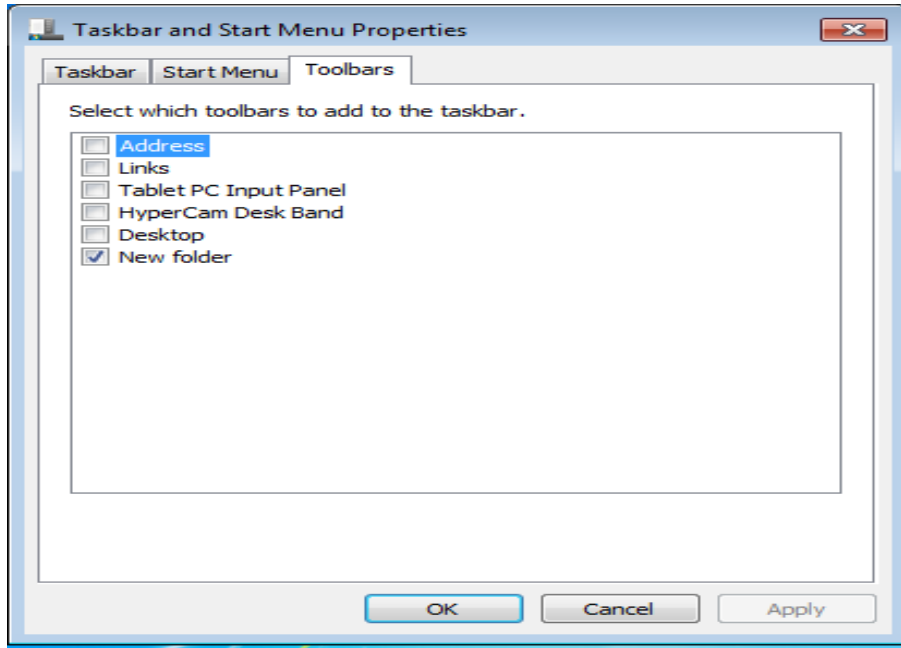 Taskbar and Start Menu Properties
Taskbar Start Menu Toolbars
Select which toolbars to add to the taskbar.
Address
Links
Tablet PC Input Panel
HyperCam Desk Band
Desktop
New folder
OK Cancel Apply